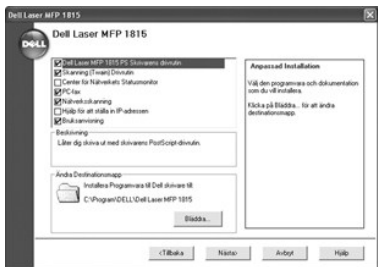 Dell Laser MFP 1815
DELL
Dell Laser MFP 1815
Dell Laser MFP 1815 PS Skrivarens drivrutin
Skanning (Twain) Drivrutin
Center för Nätverkets Statusmonitor
PC-fax
Nätverksskanning
Hjälp för att ställa in IP-adressen
Bruksanvisning
Beskrivning
Låter dig skriva ut med skrivarens PostScript-drivrutin.
Ändra Destinationsmapp
Installera Programvara till Dell skrivare till:
C:\Program\DELL\Dell Laser MFP 1815
Bläddra...
Anpassad Installation
Välj den programvara och dokumentation
som du vill installera.
Klicka på Bläddra... för att ändra
destinationsmapp.
<Tillbaka
Nästa>
Avbryt
Hjälp